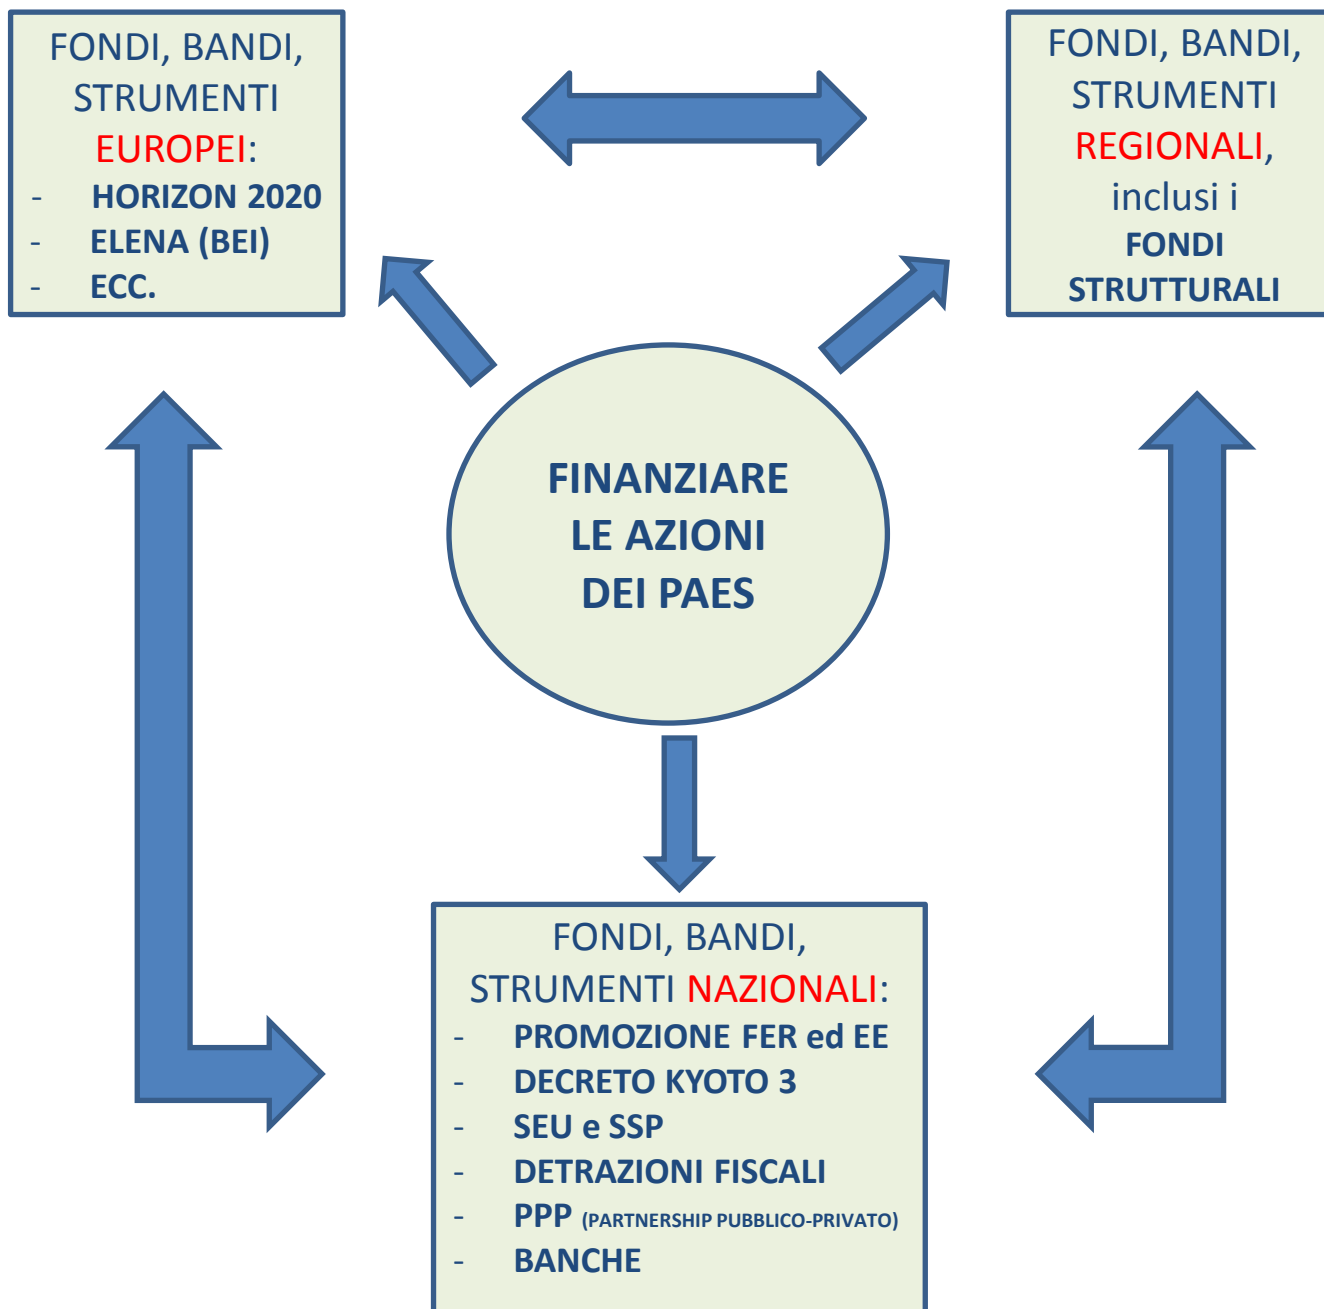 FONDI, BANDI,
STRUMENTI
EUROPEI:
- HORIZON 2020
- ELENA (BEI)
- ECC.
FONDI, BANDI,
STRUMENTI
REGIONALI,
inclusi i
FONDI
STRUTTURALI
FINANZIARE
LE AZIONI
DEI PAES
FONDI, BANDI,
STRUMENTI NAZIONALI:
- PROMOZIONE FER ed EE
- DECRETO KYOTO 3
- SEU e SSP
- DETRAZIONI FISCALI
- PPP (PARTNERSHIP PUBBLICO-PRIVATO)
- BANCHE